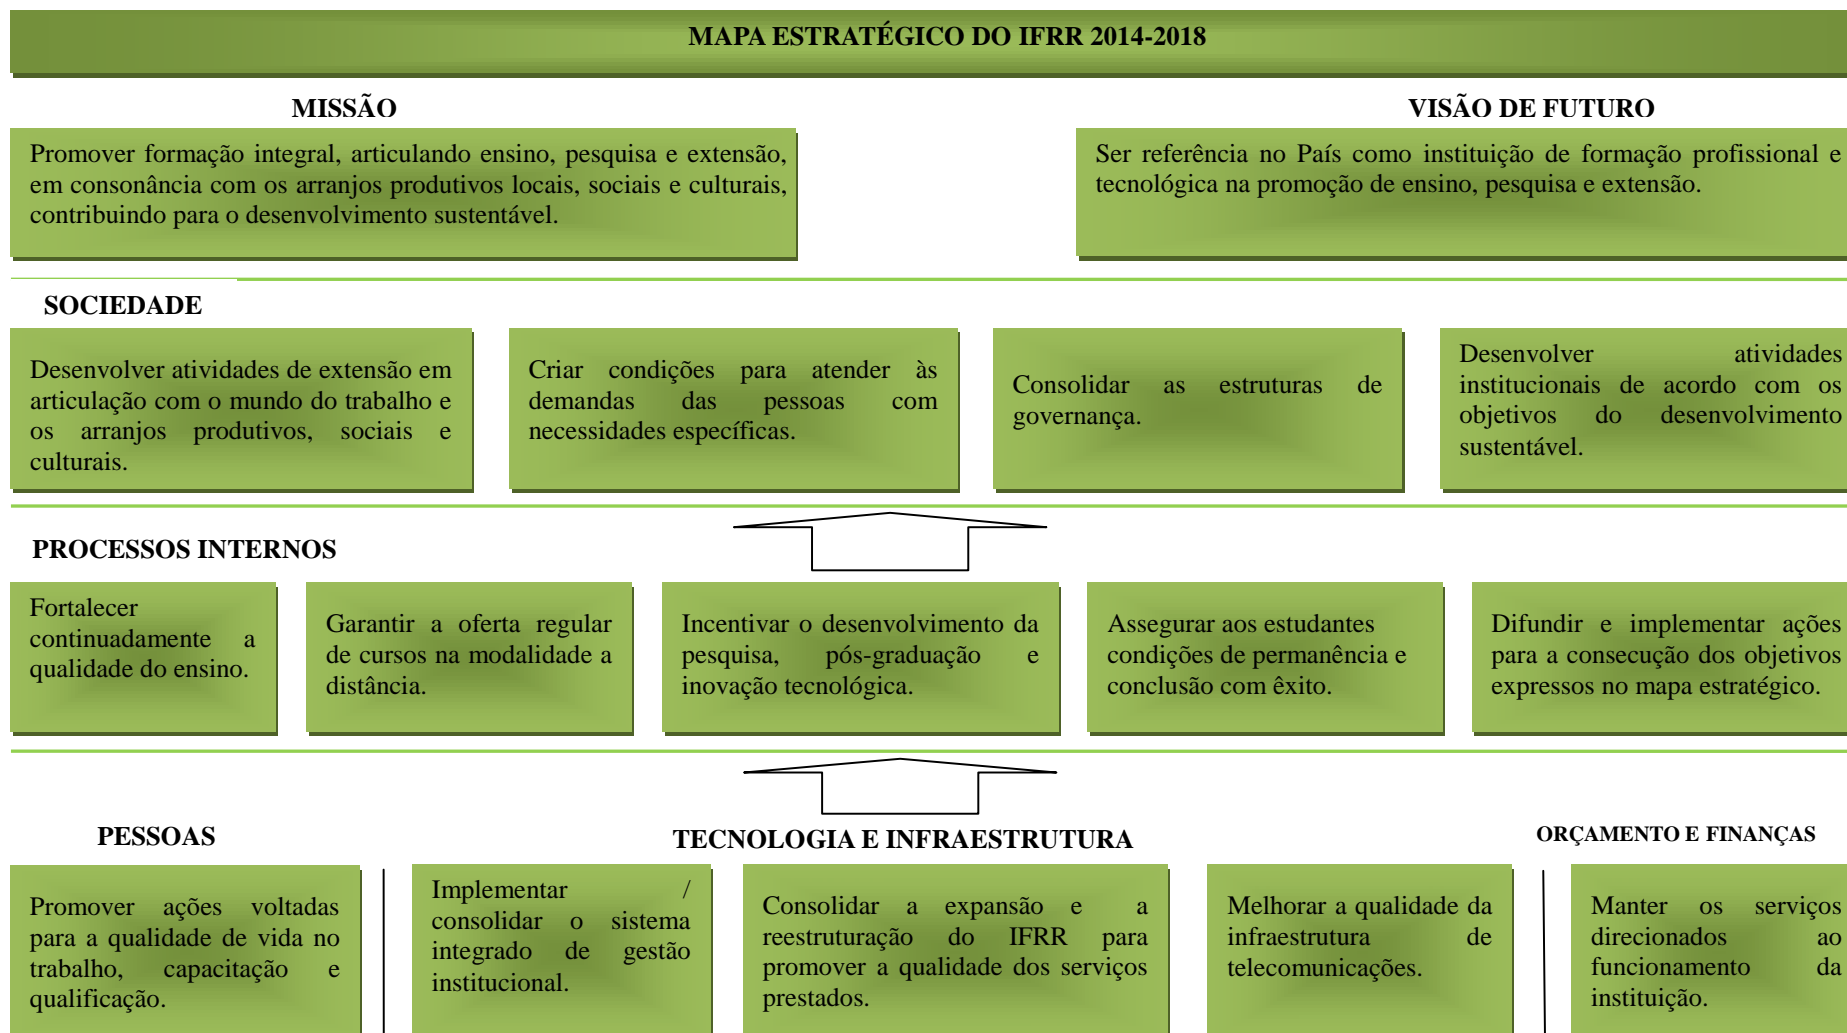 MAPA ESTRATÉGICO DO IFRR 2014-2018
MISSÃO
Promover formação integral, articulando ensino, pesquisa e extensão,
em consonância com os arranjos produtivos locais, sociais e culturais,
contribuindo para o desenvolvimento sustentável.
VISÃO DE FUTURO
Ser referência no País como instituição de formação profissional e
tecnológica na promoção de ensino, pesquisa e extensão.
SOCIEDADE
Desenvolver atividades de extensão em
articulação com o mundo do trabalho e
os arranjos produtivos, sociais e
culturais.
Criar condições para atender às
demandas das pessoas com
necessidades específicas.
Consolidar as estruturas de
governança.
Desenvolver atividades
institucionais de acordo com os
objetivos do desenvolvimento
sustentável.
PROCESSOS INTERNOS
Fortalecer
continuadamente a
qualidade do ensino.
Garantir a oferta regular
de cursos na modalidade a
distância.
Incentivar o desenvolvimento da
pesquisa, pós-graduação e
inovação tecnológica.
Assegurar aos estudantes
condições de permanência e
conclusão com êxito.
Difundir e implementar ações
para a consecução dos objetivos
expressos no mapa estratégico.
PESSOAS
Promover ações voltadas
para a qualidade de vida no
trabalho, capacitação e
qualificação.
TECNOLOGIA E INFRAESTRUTURA
Implementar /
consolidar o sistema
integrado de gestão
institucional.
Consolidar a expansão e a
reestruturação do IFRR para
promover a qualidade dos serviços
prestados.
Melhorar a qualidade da
infraestrutura de
telecomunicações.
ORÇAMENTO E FINANÇAS
Manter os serviços
direcionados ao
funcionamento da
instituição.